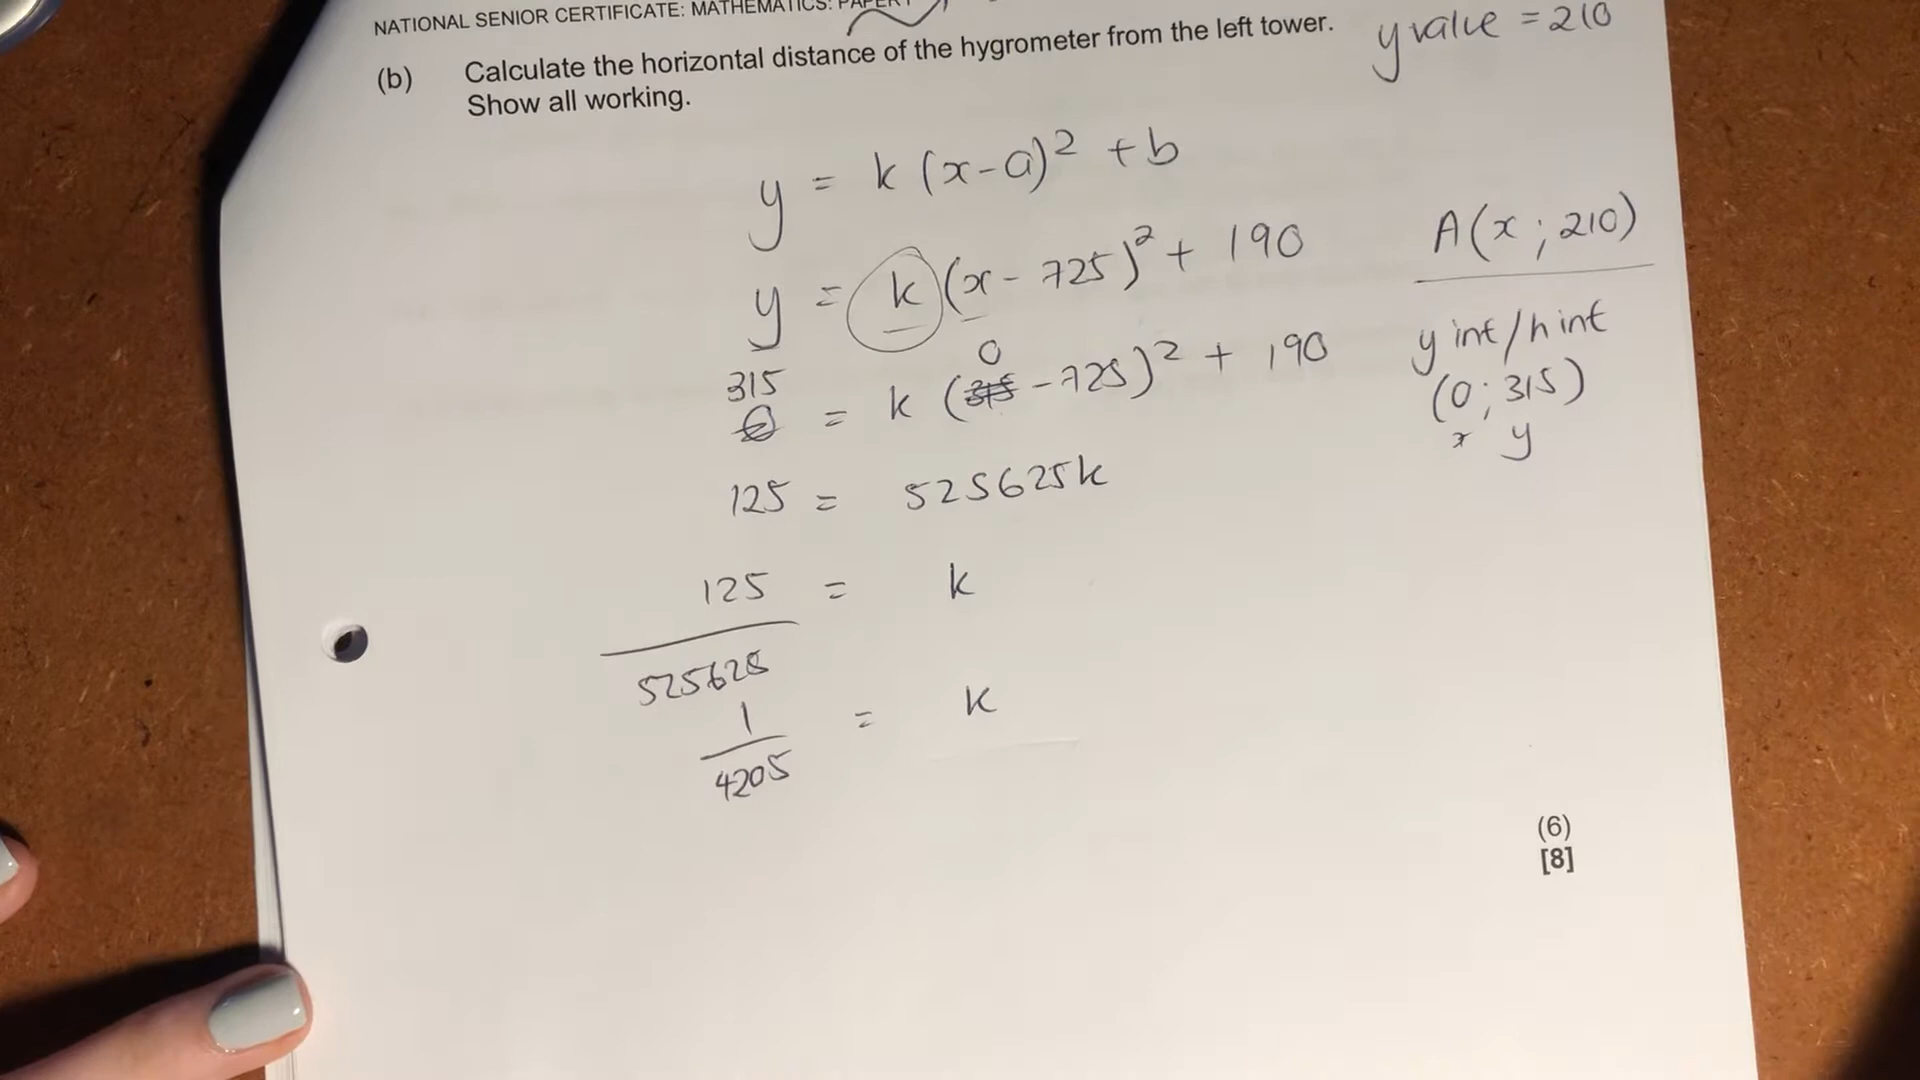 NATIONAL SENIOR CERTIFICATE: MATHEMATICS: PAPER I
(b) Calculate the horizontal distance of the hygrometer from the left tower.
Show all working.
y value = 210
y = k (x-a)² + b
y = k (x - 725)² + 190
A(x ; 210)
y int/h int
(0 ; 315)
x y
315 = k (0 - 725)² + 190
125 = 525625k
125 = k
525625
1 = k
4205
(6)
[8]